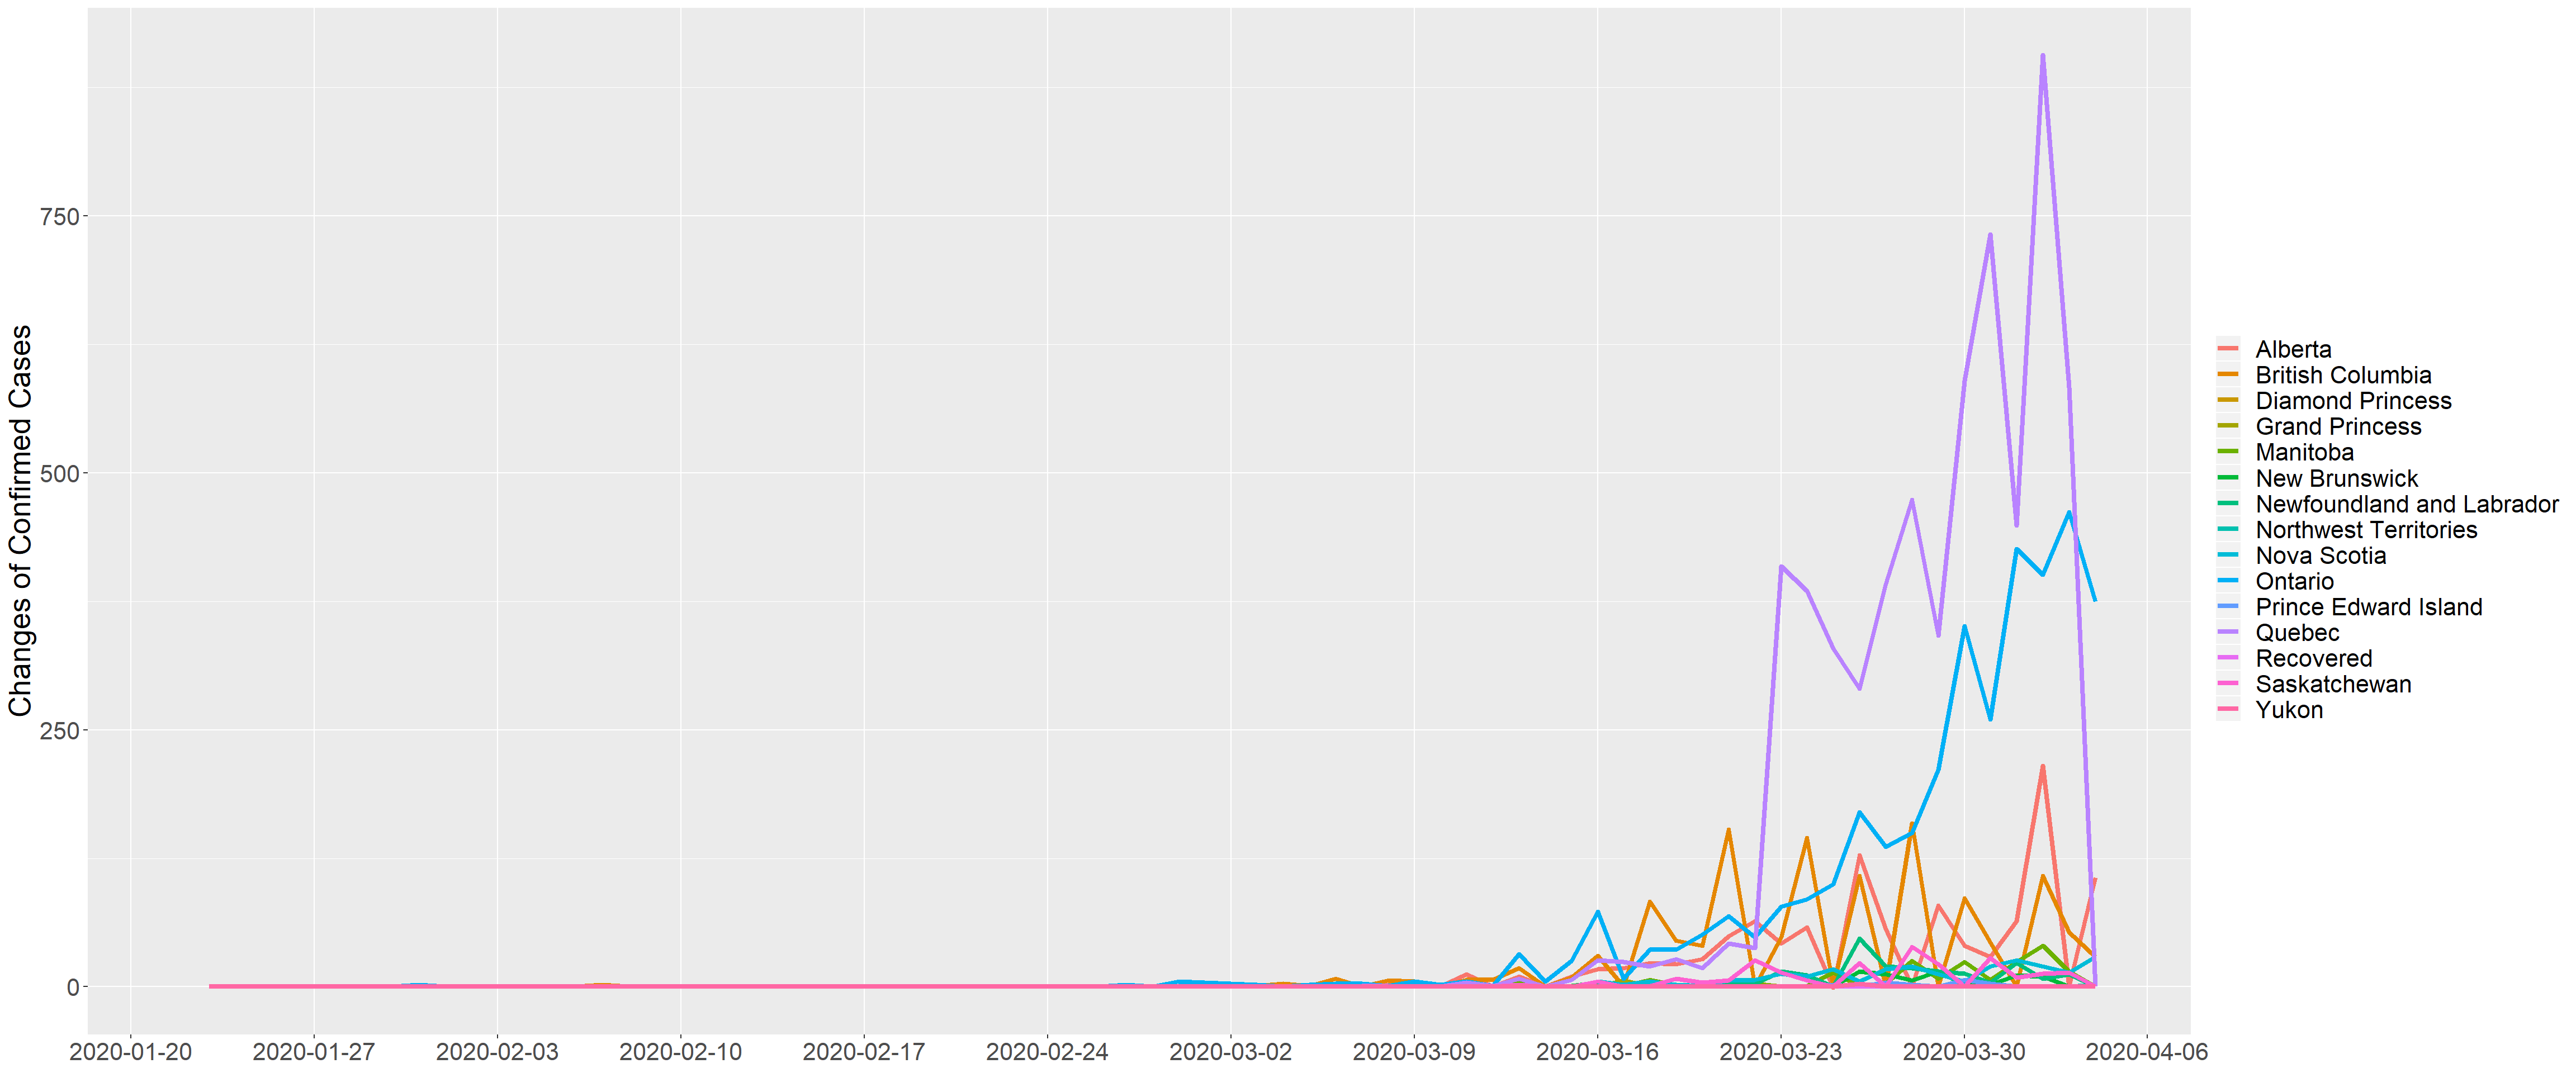 Changes of Confirmed Cases
750
500
250
0
2020-01-20
2020-01-27
2020-02-03
2020-02-10
2020-02-17
2020-02-24
2020-03-02
2020-03-09
2020-03-16
2020-03-23
2020-03-30
2020-04-06
Alberta
British Columbia
Diamond Princess
Grand Princess
Manitoba
New Brunswick
Newfoundland and Labrador
Northwest Territories
Nova Scotia
Ontario
Prince Edward Island
Quebec
Recovered
Saskatchewan
Yukon